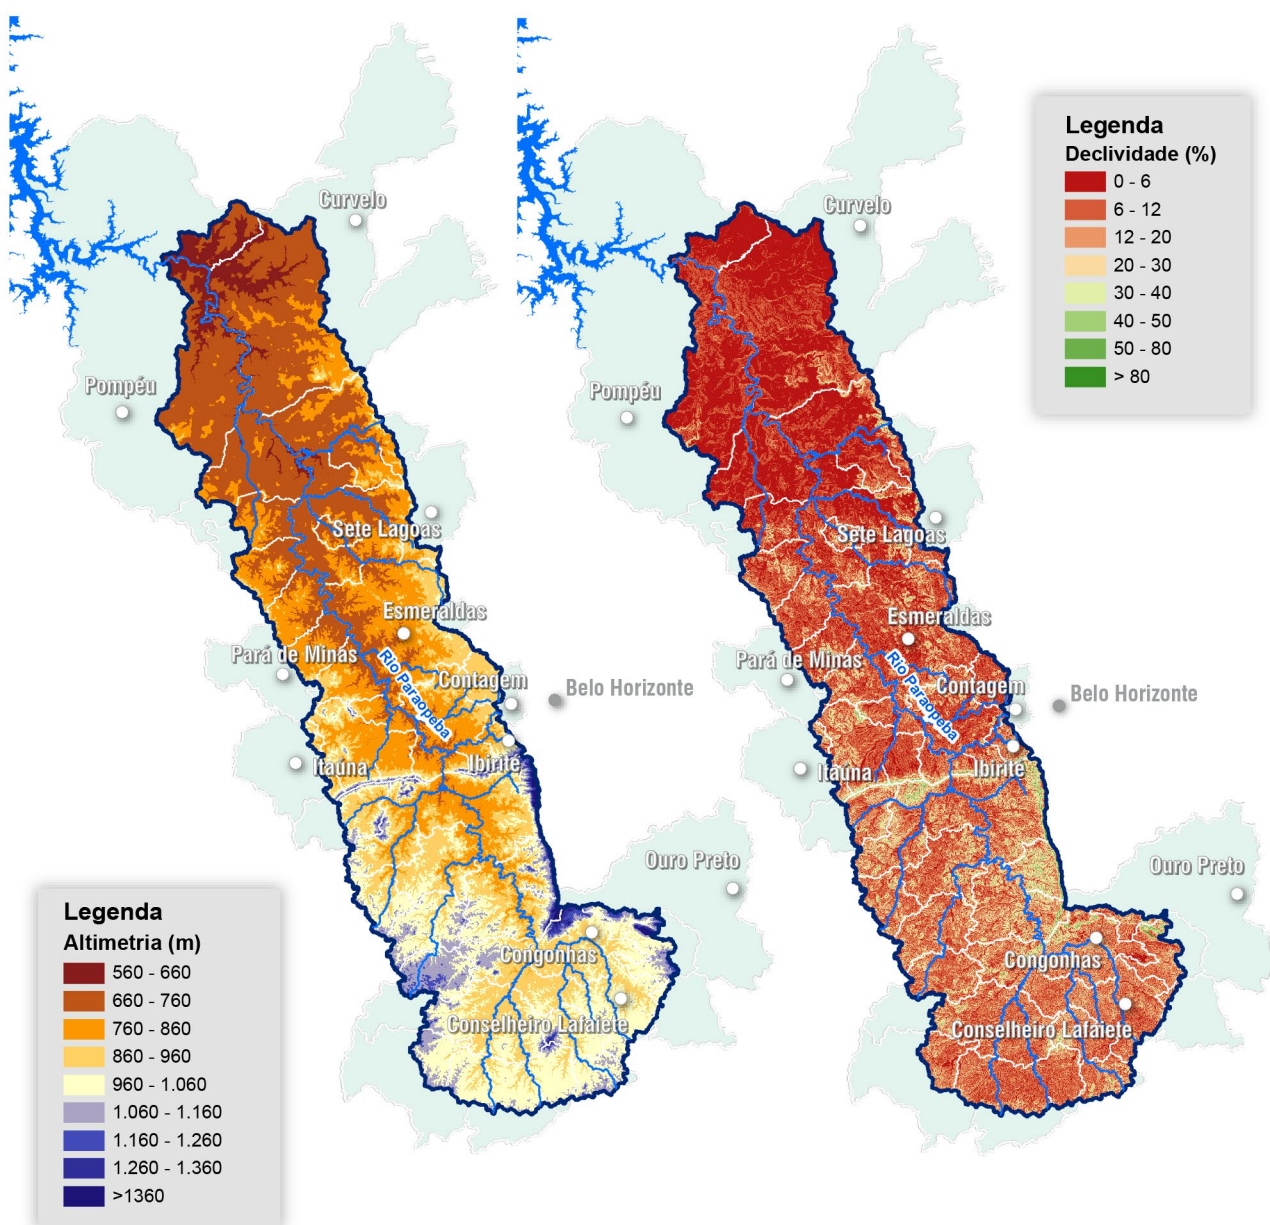 Curvelo
Pompéu
Sete Lagoas
Esmeraldas
Pará de Minas
Rio Paraopeba
Contagem
Belo Horizonte
Itaúna
Ibirité
Ouro Preto
Congonhas
Conselheiro Lafaiete
Legenda
Altimetria (m)
560 - 660
660 - 760
760 - 860
860 - 960
960 - 1.060
1.060 - 1.160
1.160 - 1.260
1.260 - 1.360
>1360
Curvelo
Pompéu
Sete Lagoas
Esmeraldas
Pará de Minas
Rio Paraopeba
Contagem
Belo Horizonte
Itaúna
Ibirité
Ouro Preto
Congonhas
Conselheiro Lafaiete
Legenda
Declividade (%)
0 - 6
6 - 12
12 - 20
20 - 30
30 - 40
40 - 50
50 - 80
> 80